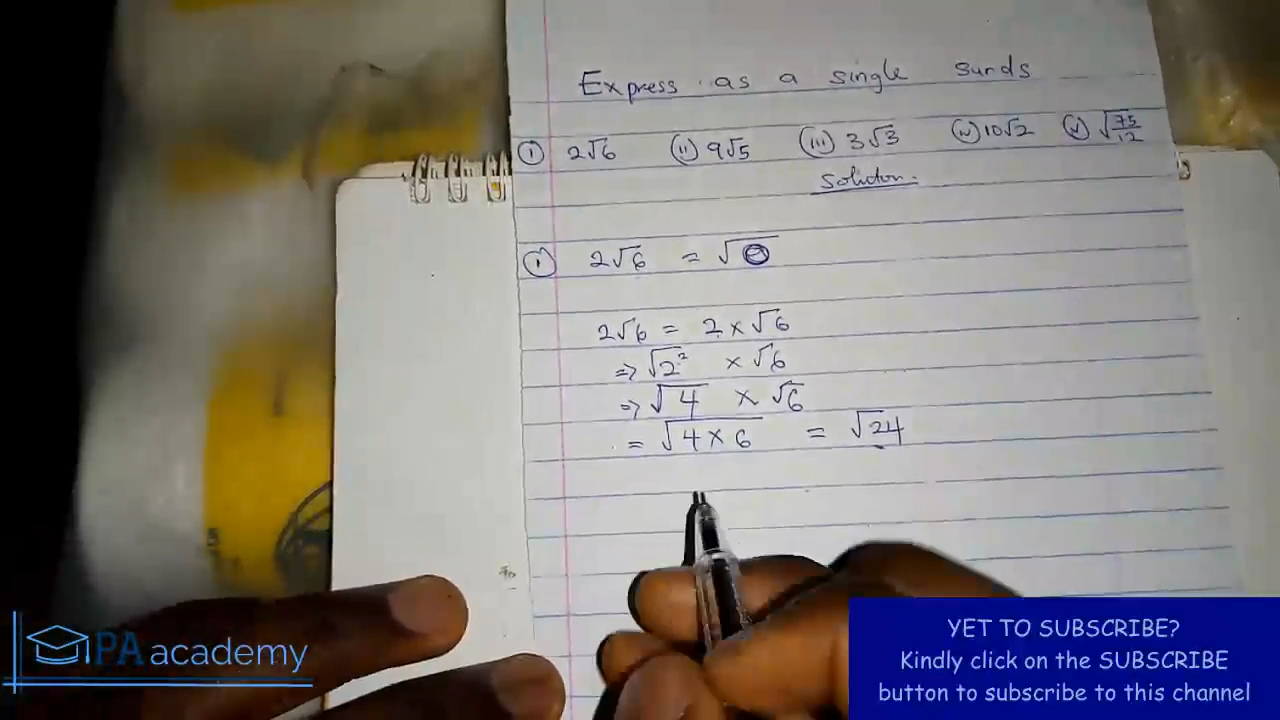 Express as a single surds
(i) 2√6 (ii) 9√5 (iii) 3√3 (iv) 10√2 (v) √75/12
Solution.
(i) 2√6 = √
2√6 = 2 × √6
⇒ √2² × √6
⇒ √4 × √6
= √4 × 6 = √24
PA academy
YET TO SUBSCRIBE?
Kindly click on the SUBSCRIBE
button to subscribe to this channel